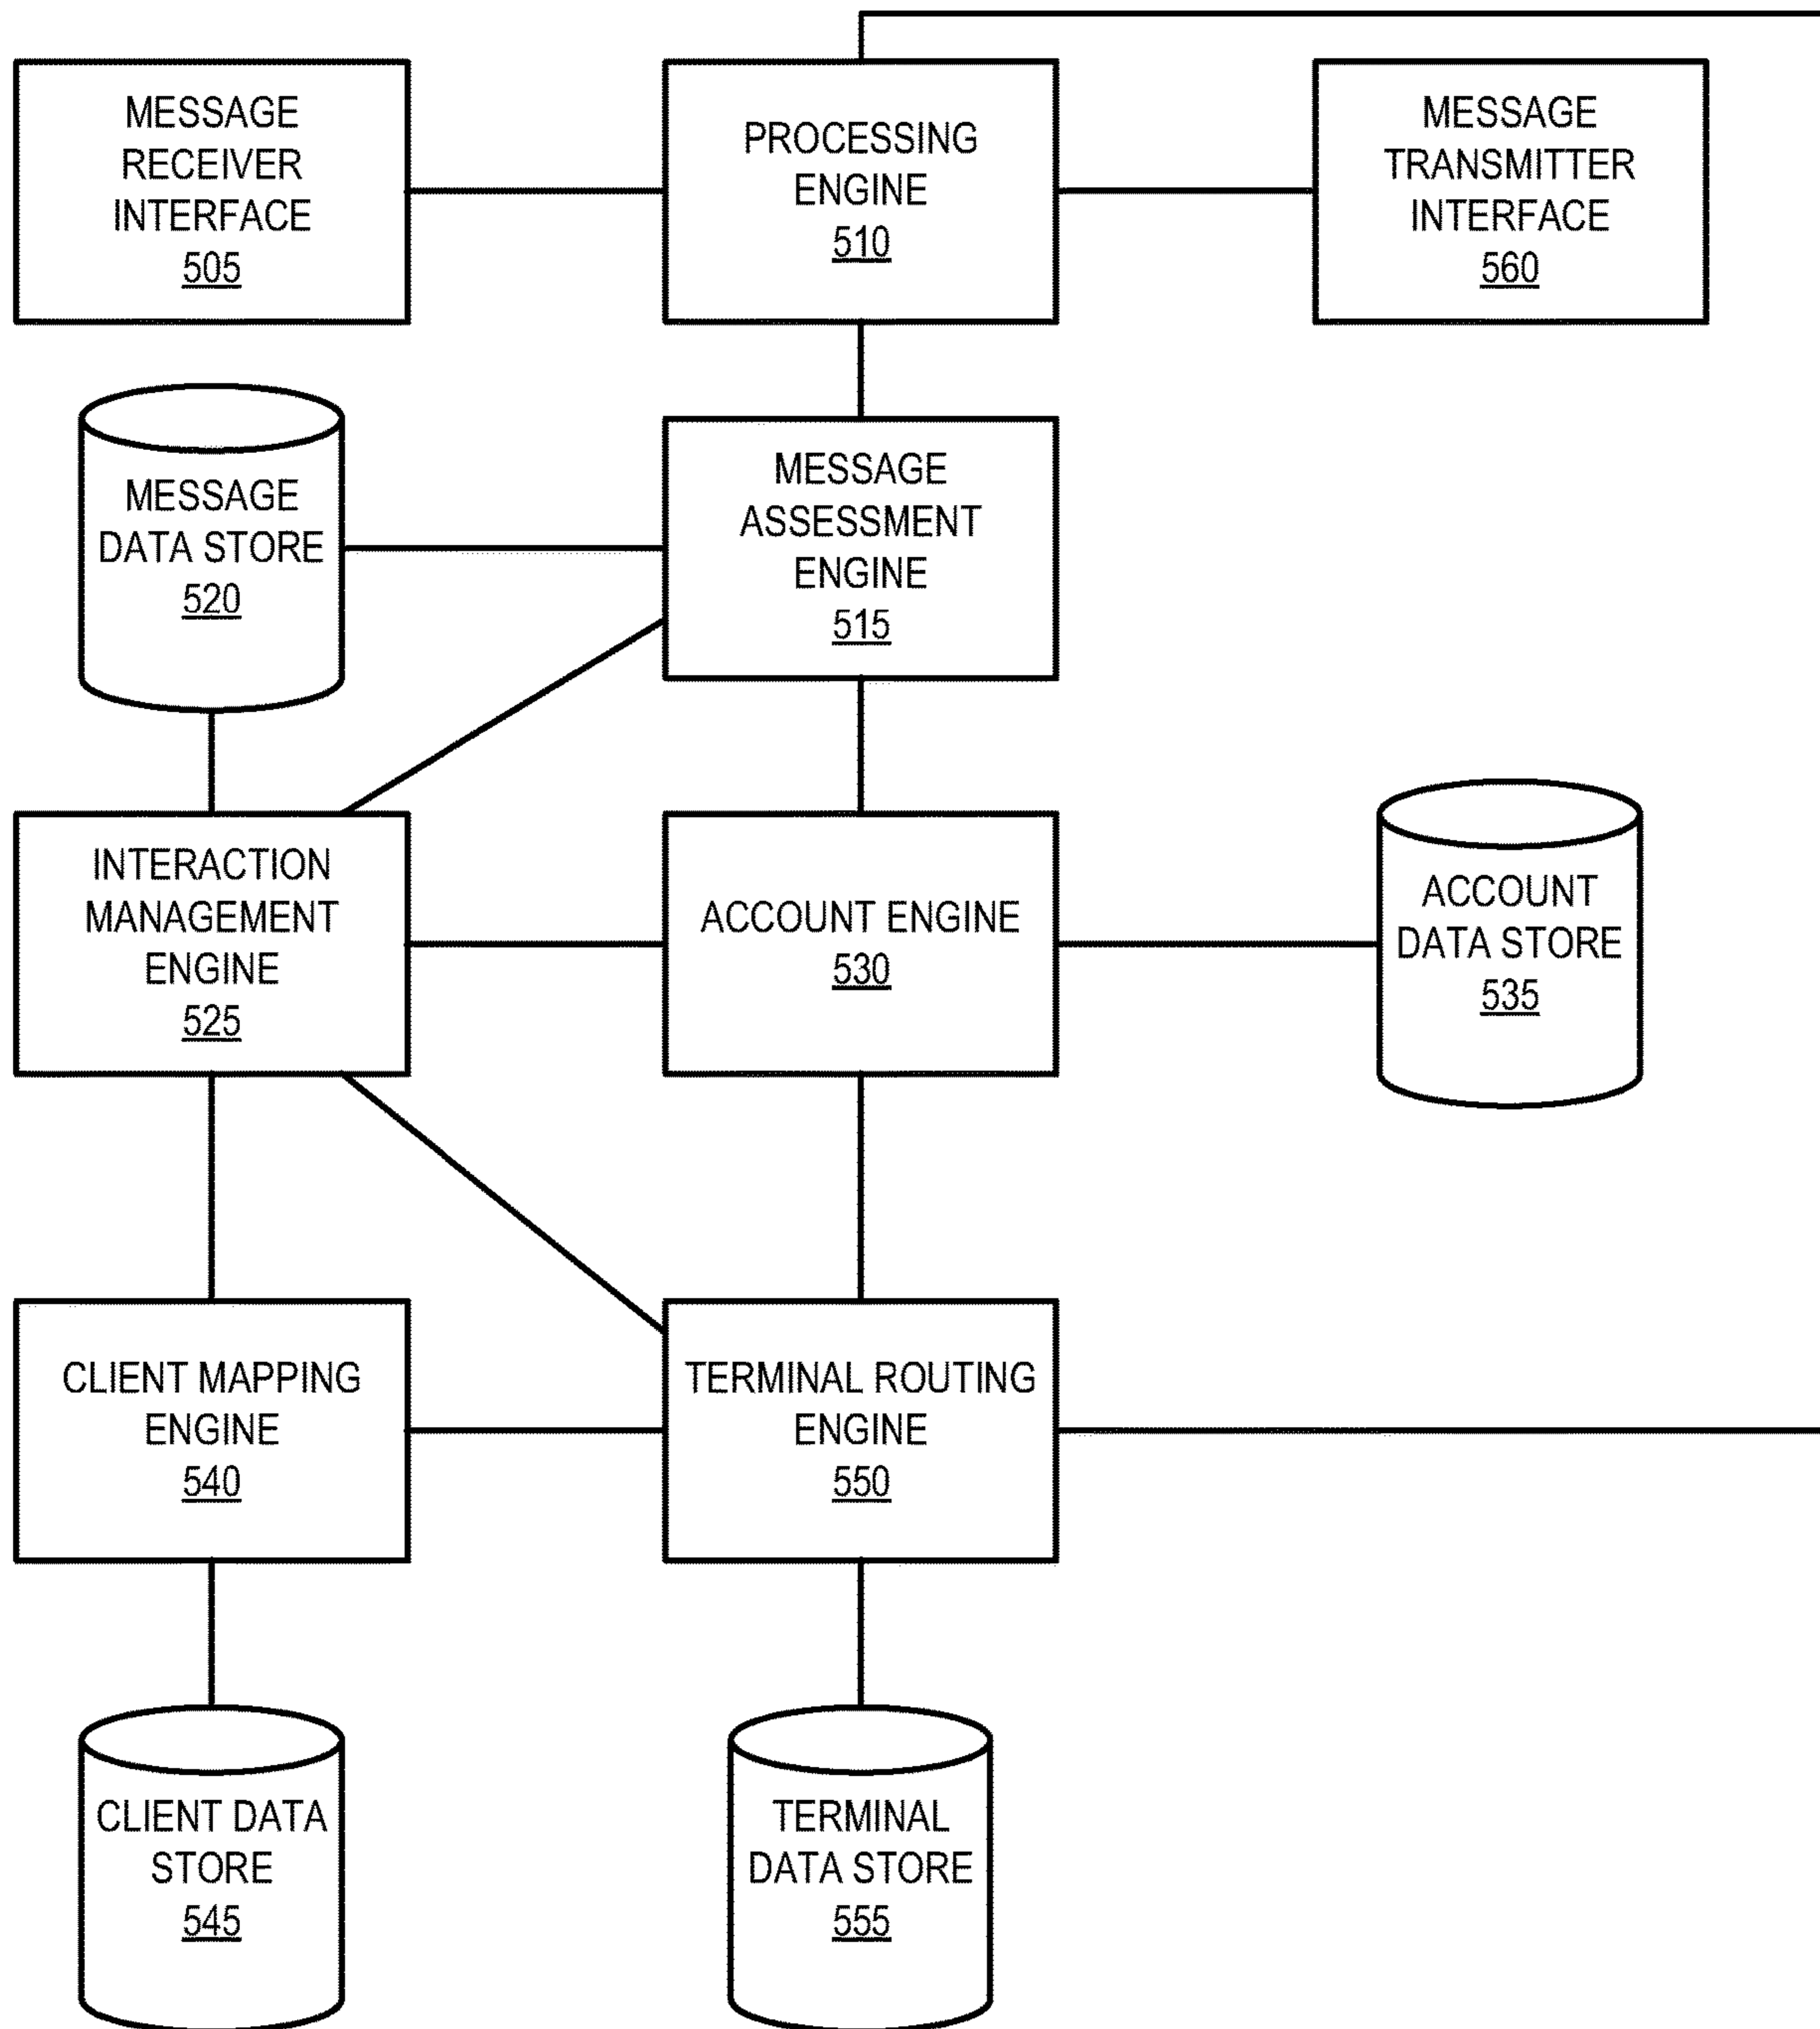 MESSAGE
RECEIVER
INTERFACE
505
PROCESSING
ENGINE
510
MESSAGE
TRANSMITTER
INTERFACE
560
MESSAGE
DATA STORE
520
MESSAGE
ASSESSMENT
ENGINE
515
INTERACTION
MANAGEMENT
ENGINE
525
ACCOUNT ENGINE
530
ACCOUNT
DATA STORE
535
CLIENT MAPPING
ENGINE
540
TERMINAL ROUTING
ENGINE
550
CLIENT DATA
STORE
545
TERMINAL
DATA STORE
555